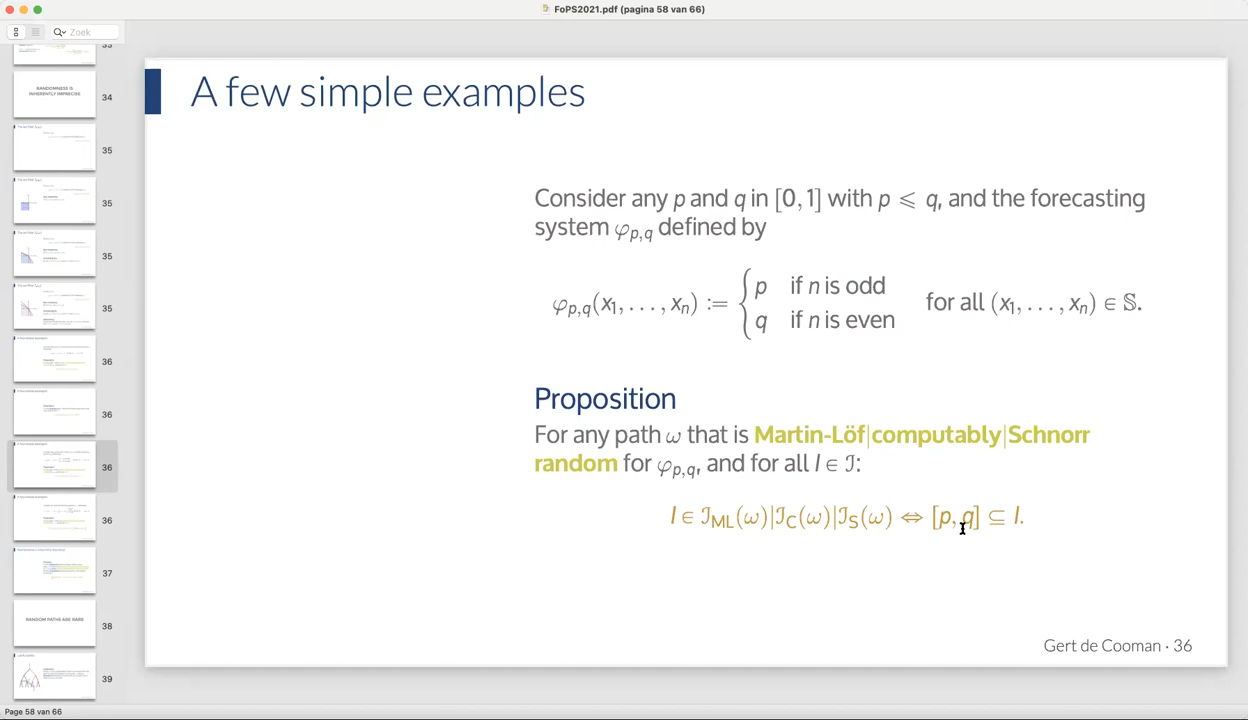 FoPS2021.pdf (pagina 58 van 66)
Zoek
35
RANDOMNESS IS
INHERENTLY IMPRECISE
34
35
35
35
35
36
36
36
36
37
RANDOM PATHS ARE RARE
38
39
A few simple examples
Consider any p and q in [0, 1] with p ⩽ q, and the forecasting
system φp,q defined by
φp,q(x1, . . . , xn) := { p if n is odd
q if n is even
for all (x1, . . . , xn) ∈ 𝕊.
Proposition
For any path ω that is Martin-Löf|computably|Schnorr
random for φp,q, and for all I ∈ ℐ:
I ∈ ℐML(ω)|ℐC(ω)|ℐS(ω) ⇔ [p, q] ⊆ I.
Gert de Cooman · 36
Page 58 van 66